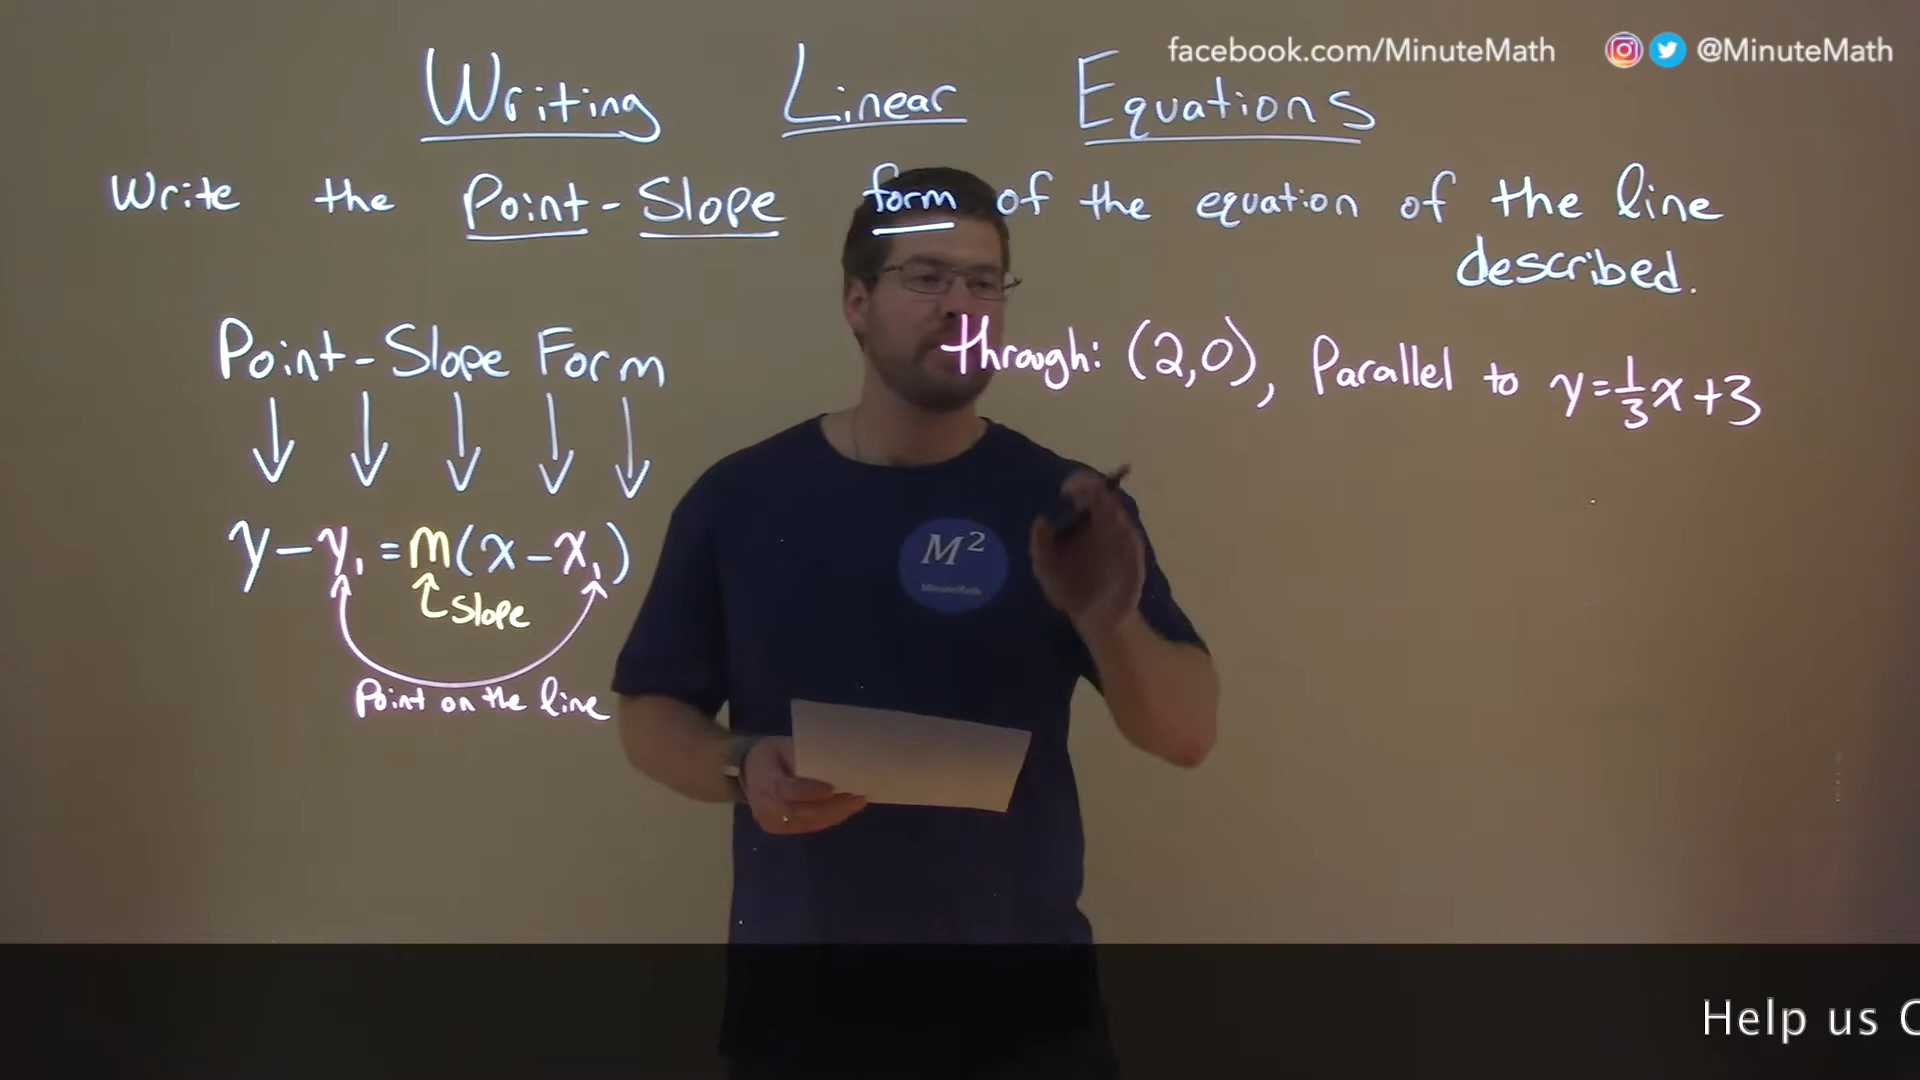 facebook.com/MinuteMath @MinuteMath
Writing Linear Equations
Write the Point-Slope form of the equation of the line
described.
Point-Slope Form
through: (2,0), Parallel to y=1/3x+3
y-y₁=m(x-x₁)
slope
Point on the line
M²
MinuteMath
Help us